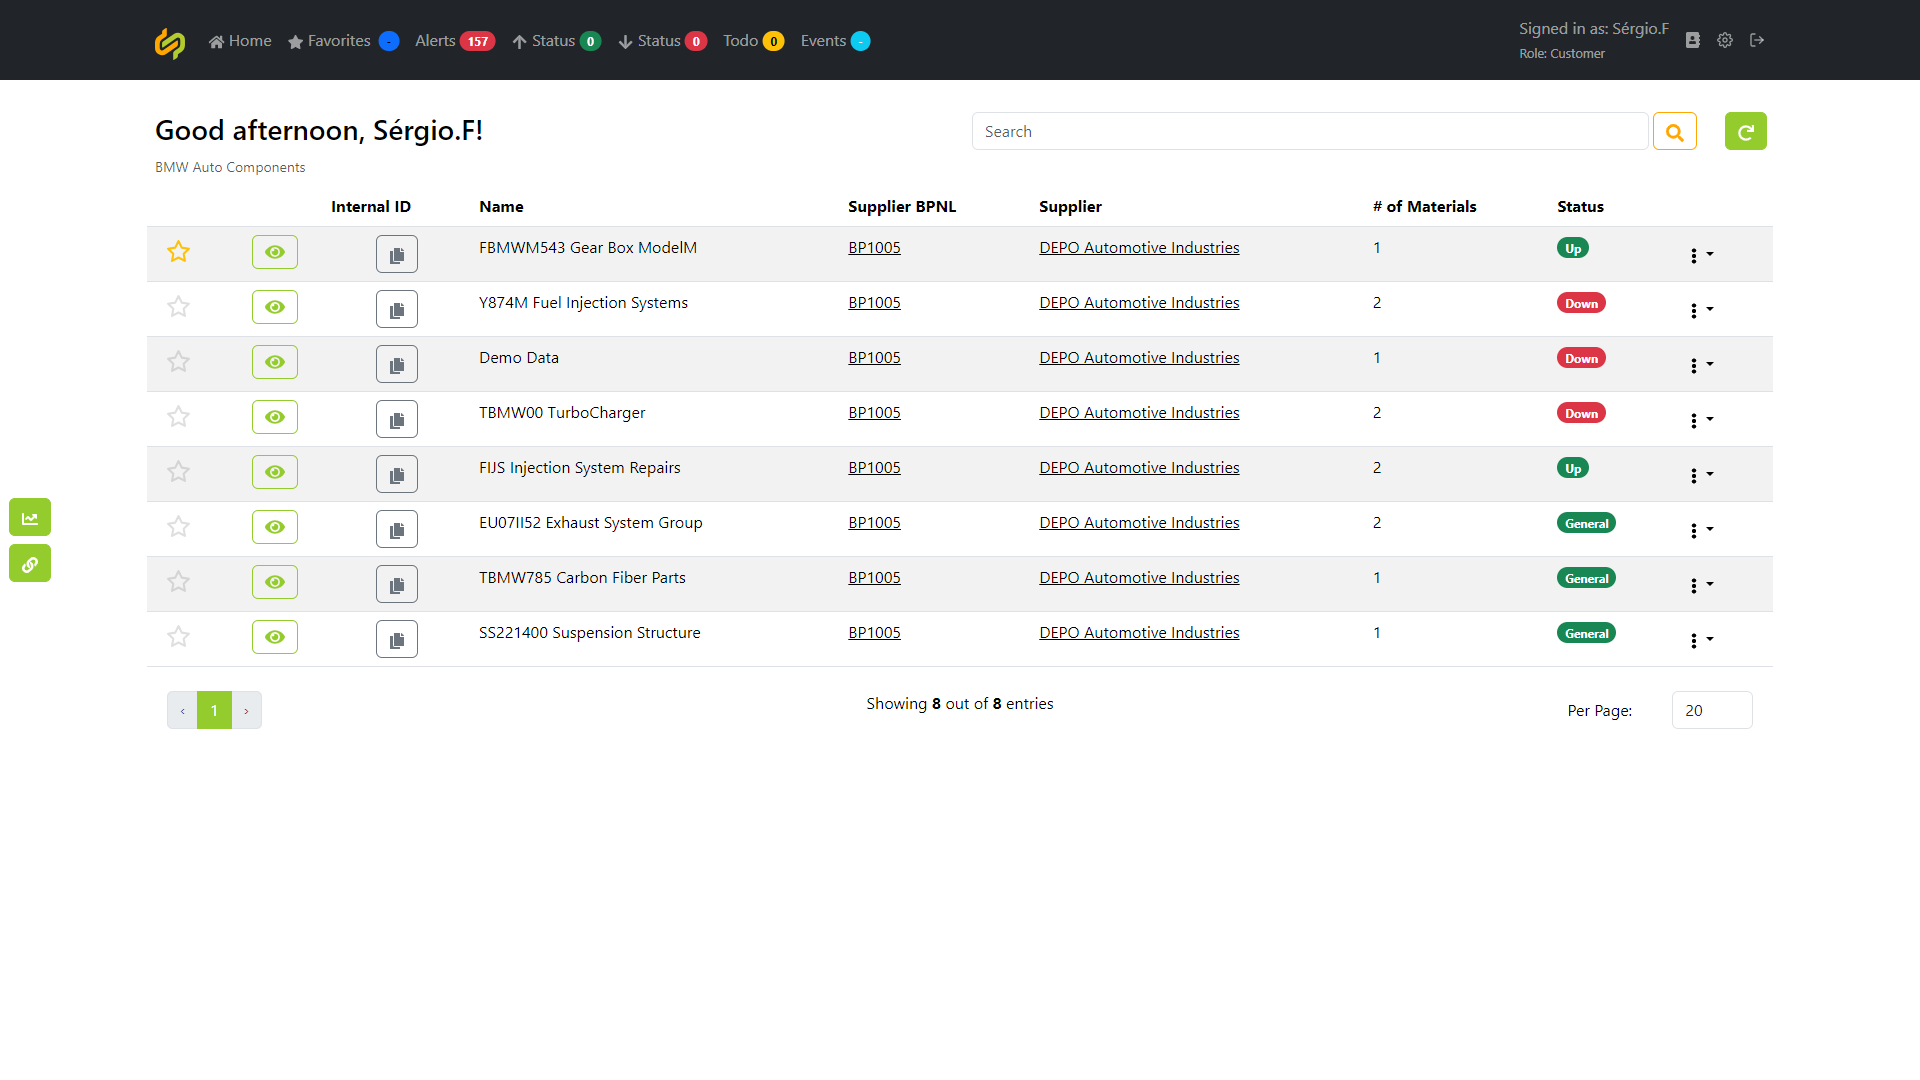 Home Favorites - Alerts 157 Status 0 Status 0 Todo 0 Events -
Signed in as: Sérgio.F
Role: Customer
Good afternoon, Sérgio.F!
Search
BMW Auto Components
Internal ID Name Supplier BPNL Supplier # of Materials Status
FBMWM543 Gear Box ModelM BP1005 DEPO Automotive Industries 1 Up
Y874M Fuel Injection Systems BP1005 DEPO Automotive Industries 2 Down
Demo Data BP1005 DEPO Automotive Industries 1 Down
TBMW00 TurboCharger BP1005 DEPO Automotive Industries 2 Down
FIJS Injection System Repairs BP1005 DEPO Automotive Industries 2 Up
EU07II52 Exhaust System Group BP1005 DEPO Automotive Industries 2 General
TBMW785 Carbon Fiber Parts BP1005 DEPO Automotive Industries 1 General
SS221400 Suspension Structure BP1005 DEPO Automotive Industries 1 General
‹ 1 › Showing 8 out of 8 entries Per Page: 20